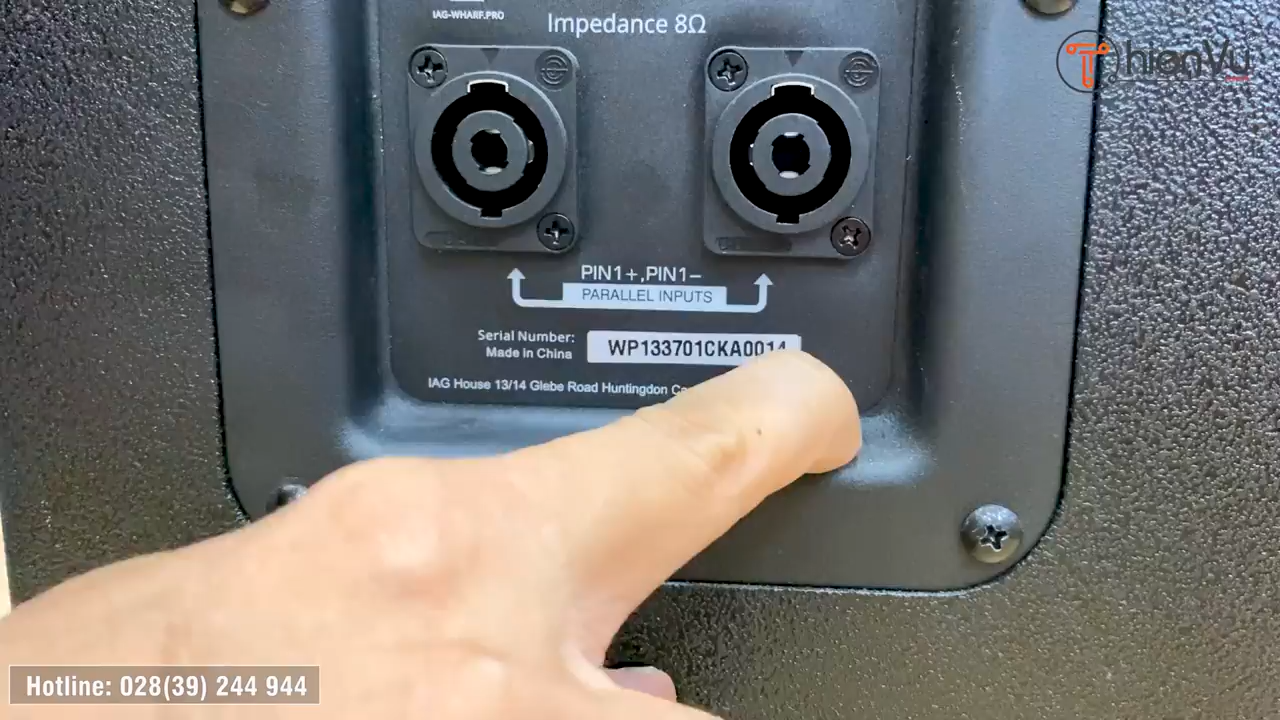 IAG-WHARF.PRO
Impedance 8Ω
ThienVu
PIN1+,PIN1−
PARALLEL INPUTS
Serial Number:
Made in China
WP133701CKA0014
IAG House 13/14 Glebe Road Huntingdon
Hotline: 028(39) 244 944